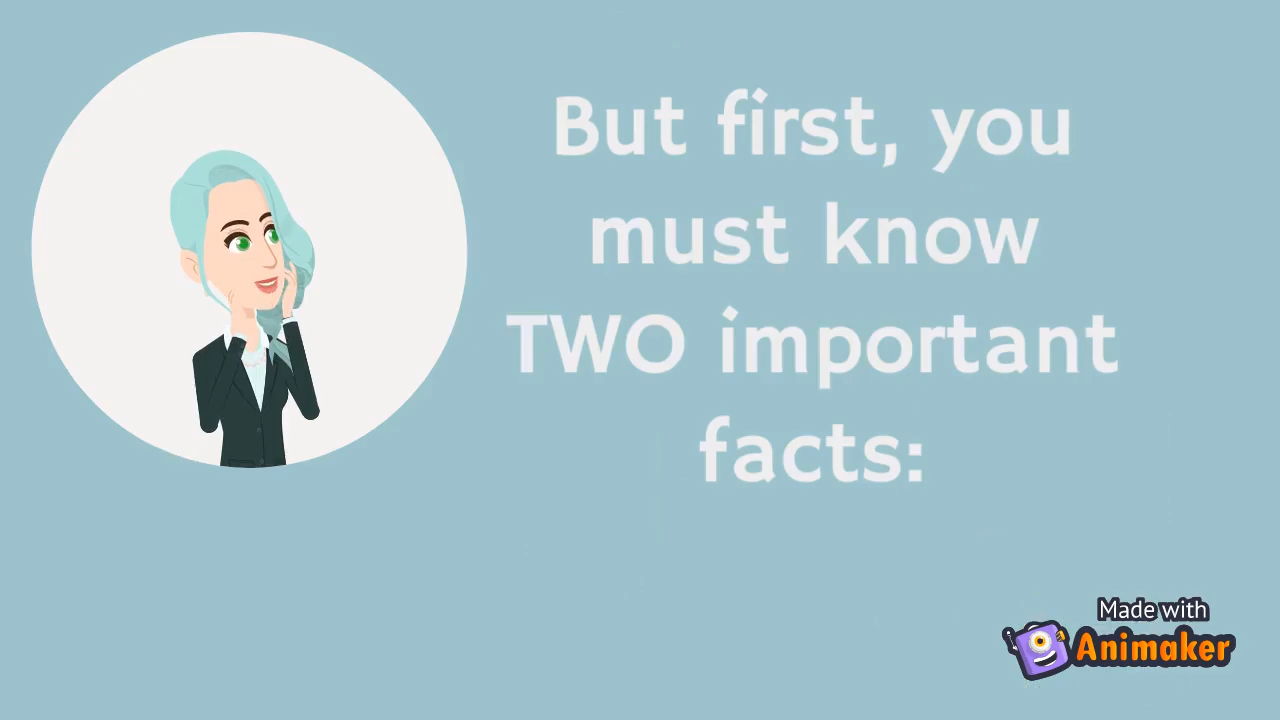 But first, you
must know
TWO important
facts:
Made with
Animaker